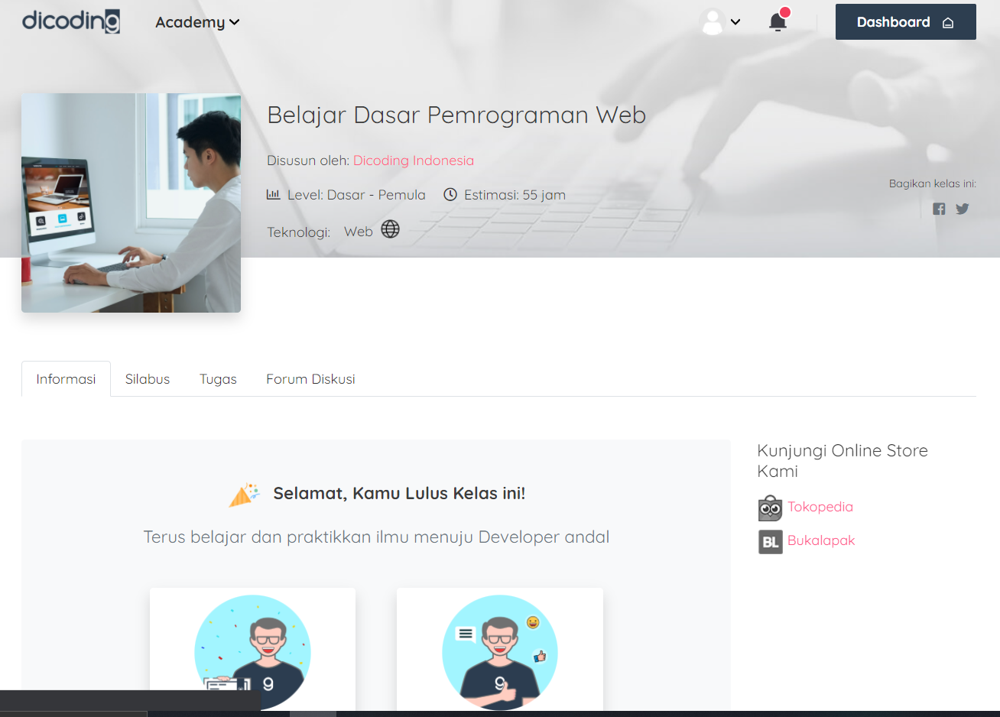 dicoding
Academy
Dashboard
Belajar Dasar Pemrograman Web
Disusun oleh: Dicoding Indonesia
Level: Dasar - Pemula
Estimasi: 55 jam
Bagikan kelas ini:
Teknologi: Web
Informasi
Silabus
Tugas
Forum Diskusi
Selamat, Kamu Lulus Kelas ini!
Terus belajar dan praktikkan ilmu menuju Developer andal
Kunjungi Online Store
Kami
Tokopedia
BL Bukalapak